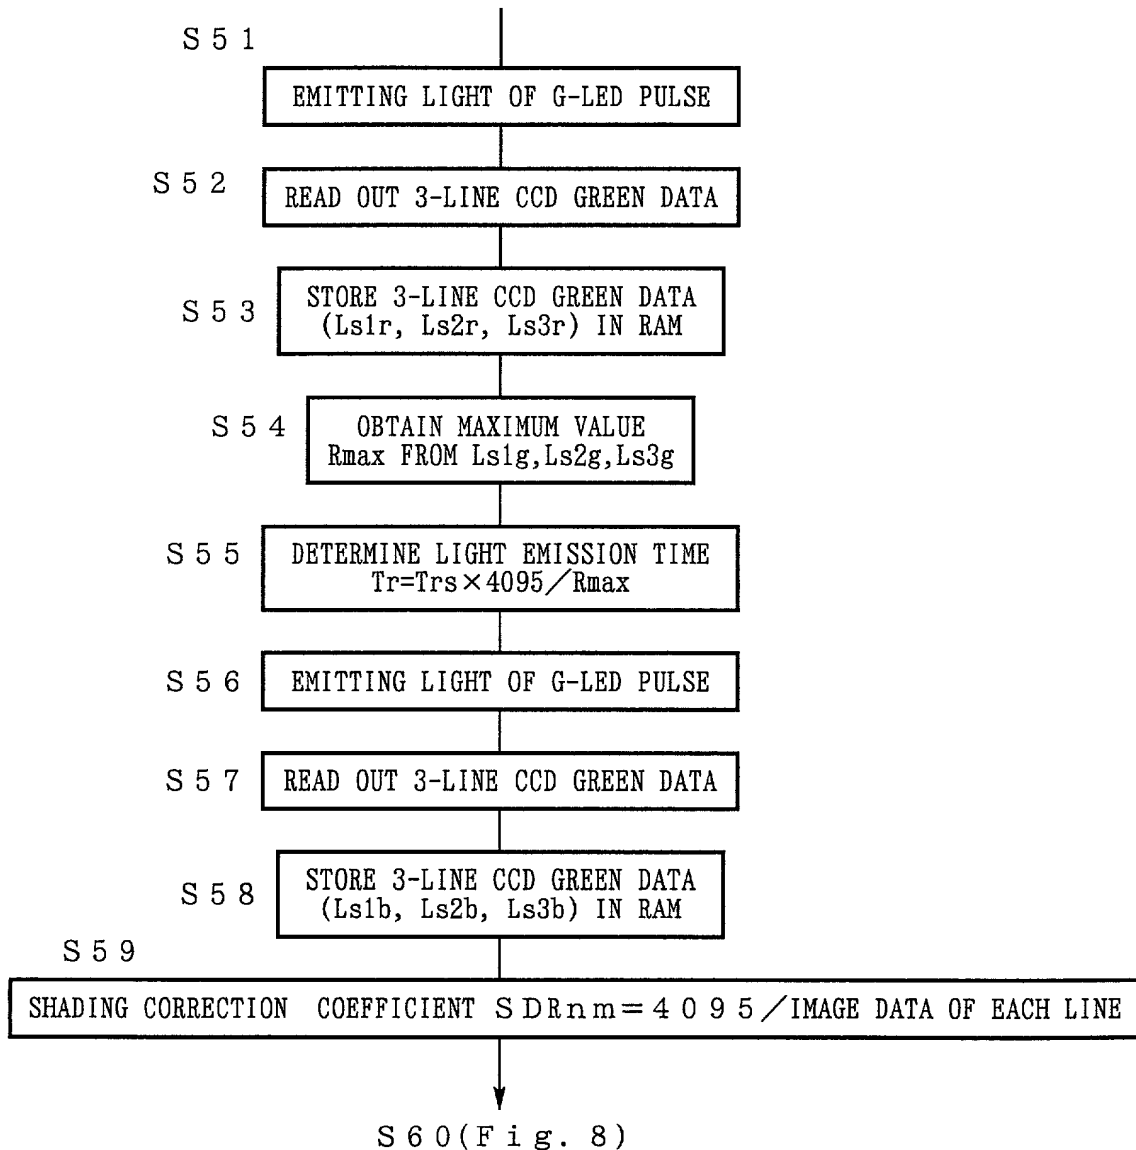 S51
EMITTING LIGHT OF G-LED PULSE
S52
READ OUT 3-LINE CCD GREEN DATA
S53
STORE 3-LINE CCD GREEN DATA
(Ls1r, Ls2r, Ls3r) IN RAM
S54
OBTAIN MAXIMUM VALUE
Rmax FROM Ls1g,Ls2g,Ls3g
S55
DETERMINE LIGHT EMISSION TIME
Tr=Trs×4095/Rmax
S56
EMITTING LIGHT OF G-LED PULSE
S57
READ OUT 3-LINE CCD GREEN DATA
S58
STORE 3-LINE CCD GREEN DATA
(Ls1b, Ls2b, Ls3b) IN RAM
S59
SHADING CORRECTION COEFFICIENT SDRnm=4095/IMAGE DATA OF EACH LINE
S60(Fig. 8)